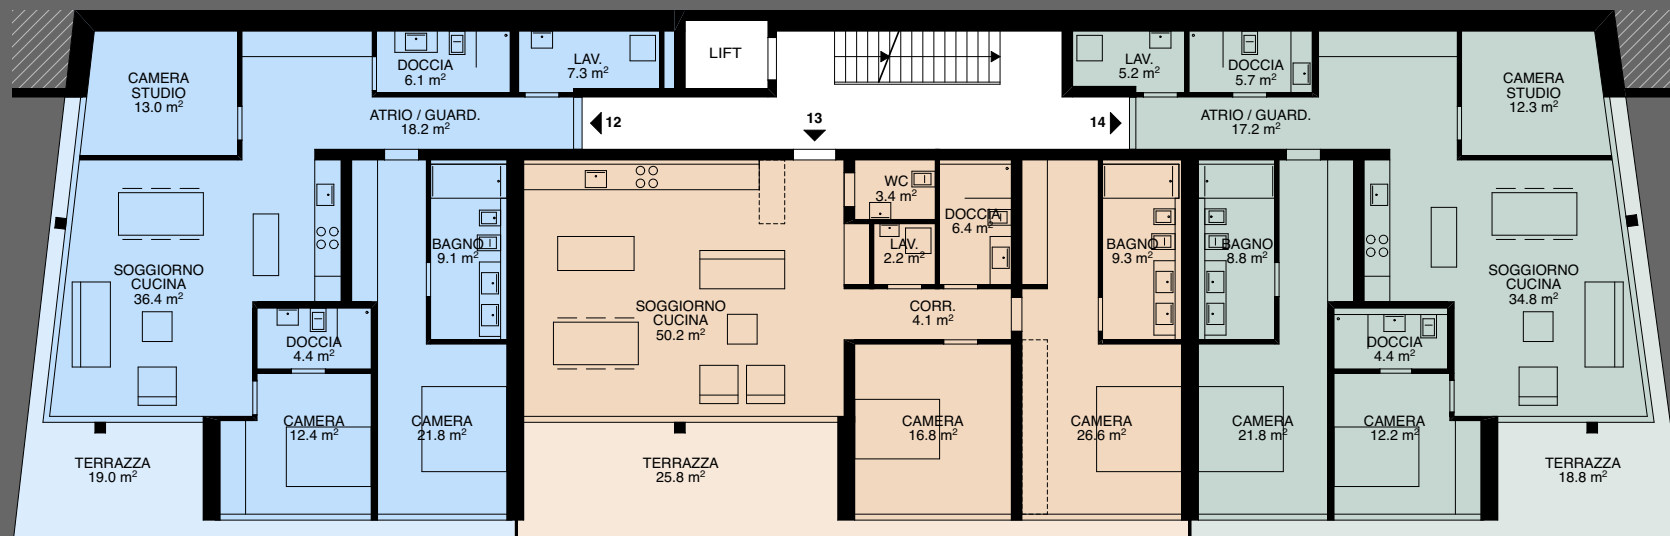 CAMERA
STUDIO
13.0 m²
DOCCIA
6.1 m²
LAV.
7.3 m²
LIFT
LAV.
5.2 m²
DOCCIA
5.7 m²
CAMERA
STUDIO
12.3 m²
ATRIO / GUARD.
18.2 m²
12
13
14
ATRIO / GUARD.
17.2 m²
SOGGIORNO
CUCINA
36.4 m²
BAGNO
9.1 m²
WC
3.4 m²
DOCCIA
6.4 m²
LAV.
2.2 m²
BAGNO
9.3 m²
BAGNO
8.8 m²
SOGGIORNO
CUCINA
34.8 m²
SOGGIORNO
CUCINA
50.2 m²
CORR.
4.1 m²
DOCCIA
4.4 m²
DOCCIA
4.4 m²
CAMERA
12.4 m²
CAMERA
21.8 m²
CAMERA
16.8 m²
CAMERA
26.6 m²
CAMERA
21.8 m²
CAMERA
12.2 m²
TERRAZZA
19.0 m²
TERRAZZA
25.8 m²
TERRAZZA
18.8 m²